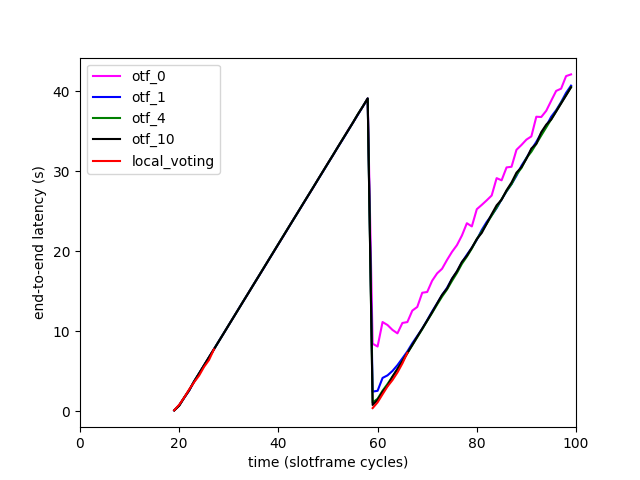 otf_0
otf_1
otf_4
otf_10
local_voting
end-to-end latency (s)
40
30
20
10
0
0 20 40 60 80 100
time (slotframe cycles)